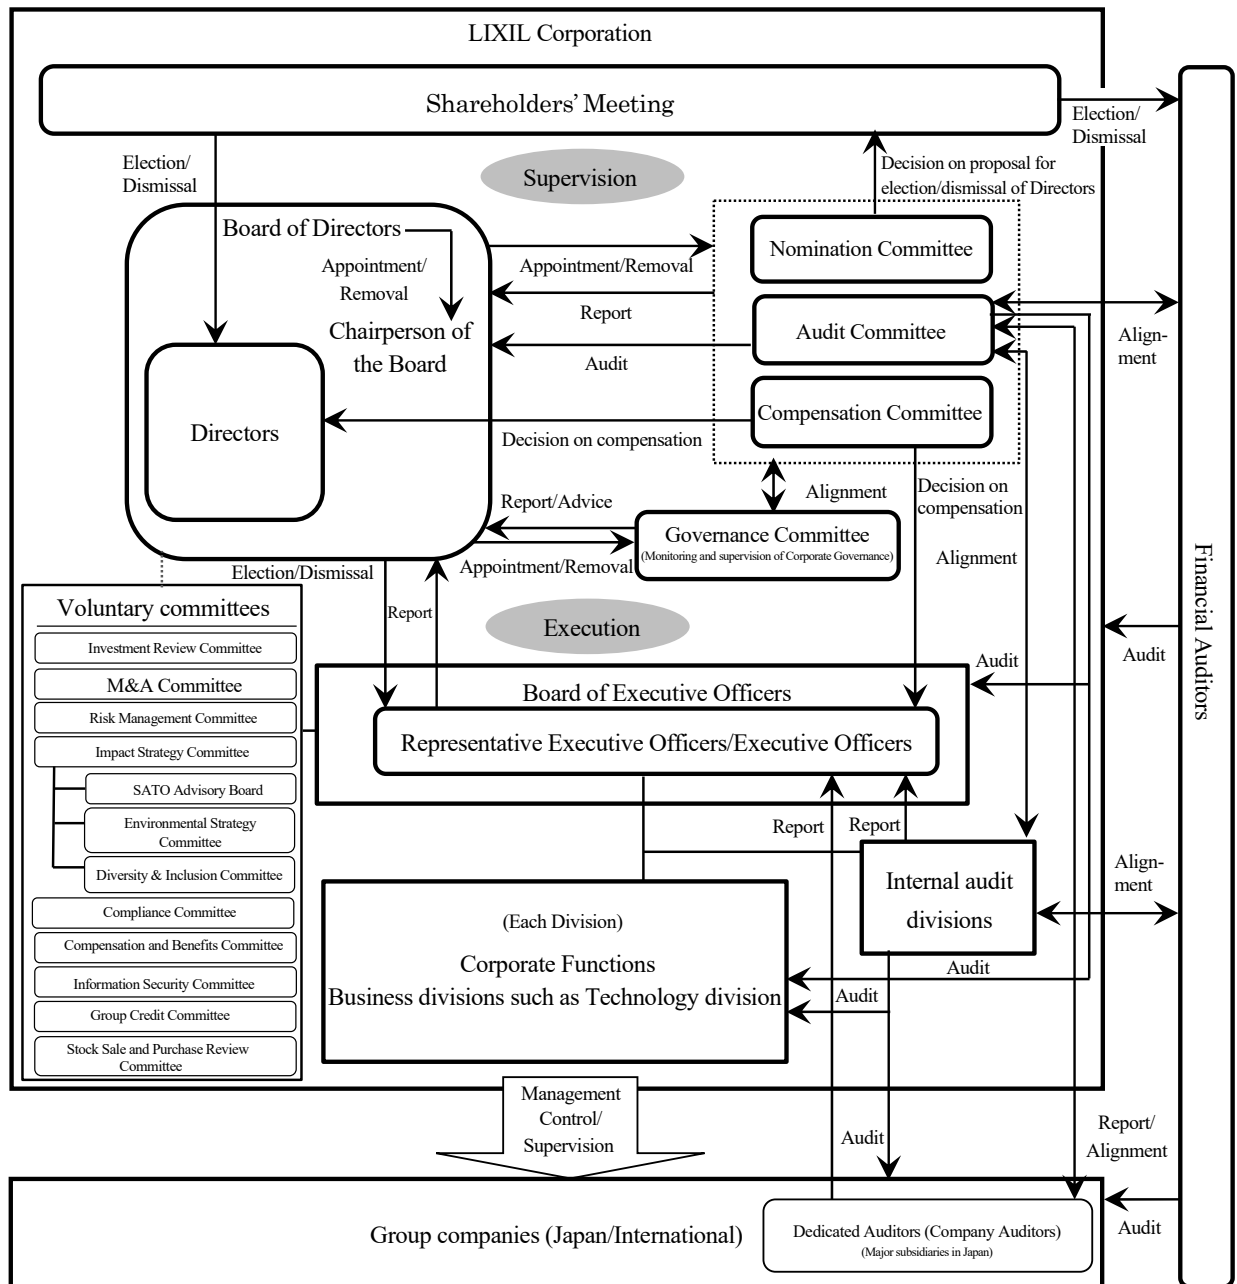 LIXIL Corporation
Shareholders' Meeting
Election/
Dismissal
Election/
Dismissal
Supervision
Decision on proposal for
election/dismissal of Directors
Board of Directors
Appointment/
Removal
Chairperson of
the Board
Directors
Appointment/Removal
Report
Audit
Decision on compensation
Nomination Committee
Audit Committee
Compensation Committee
Align-
ment
Report/Advice
Appointment/Removal
Alignment
Governance Committee
(Monitoring and supervision of Corporate Governance)
Decision on
compensation
Alignment
Financial Auditors
Election/Dismissal
Report
Execution
Audit
Audit
Voluntary committees
Investment Review Committee
M&A Committee
Risk Management Committee
Impact Strategy Committee
SATO Advisory Board
Environmental Strategy
Committee
Diversity & Inclusion Committee
Compliance Committee
Compensation and Benefits Committee
Information Security Committee
Group Credit Committee
Stock Sale and Purchase Review
Committee
Board of Executive Officers
Representative Executive Officers/Executive Officers
Report
Report
Internal audit
divisions
Align-
ment
(Each Division)
Corporate Functions
Business divisions such as Technology division
Audit
Audit
Management
Control/
Supervision
Audit
Report/
Alignment
Group companies (Japan/International)
Dedicated Auditors (Company Auditors)
(Major subsidiaries in Japan)
Audit